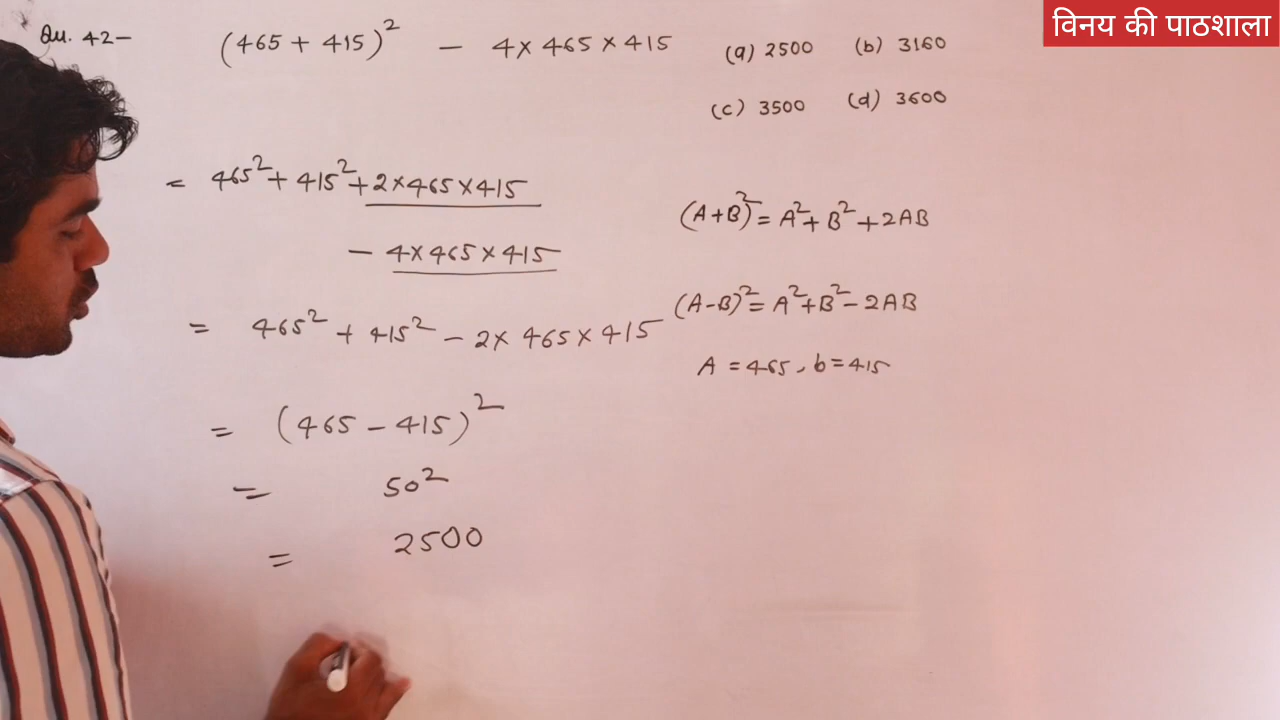 विनय की पाठशाला
Qu. 42- (465 + 415)² - 4 × 465 × 415 (a) 2500 (b) 3160
(c) 3500 (d) 3600
= 465² + 415² + 2×465×415
- 4×465×415
(A+B)² = A² + B² + 2AB
= 465² + 415² - 2× 465×415
(A-B)² = A² + B² - 2AB
A = 465, b = 415
= (465 - 415)²
= 50²
= 2500